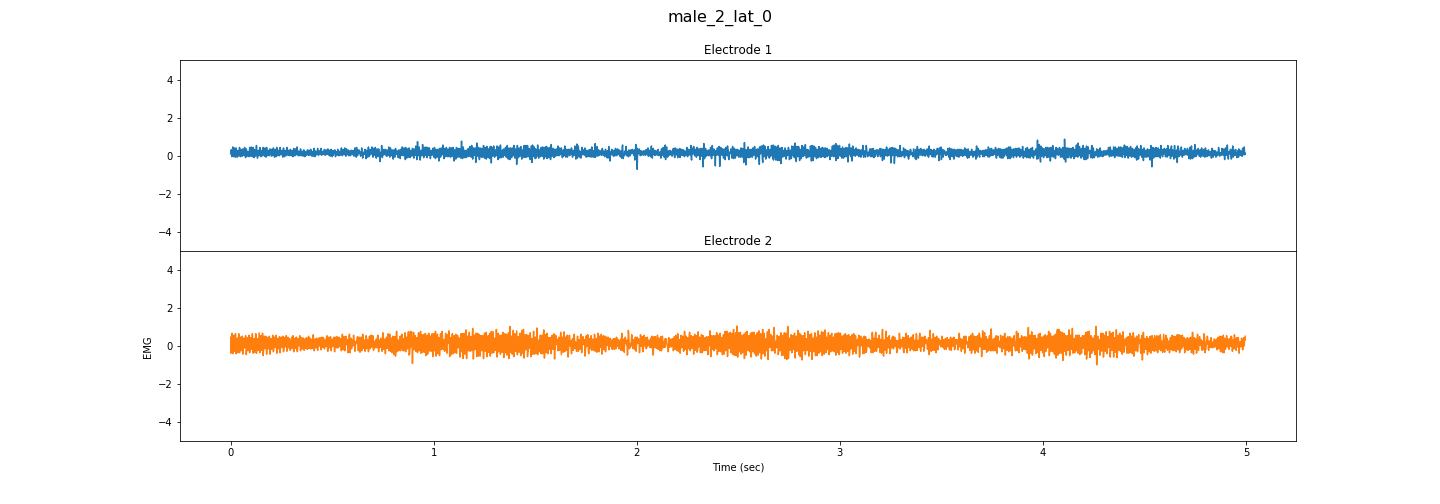 male_2_lat_0
Electrode 1
4
2
0
−2
−4
Electrode 2
4
2
0
−2
−4
EMG
0 1 2 3 4 5
Time (sec)